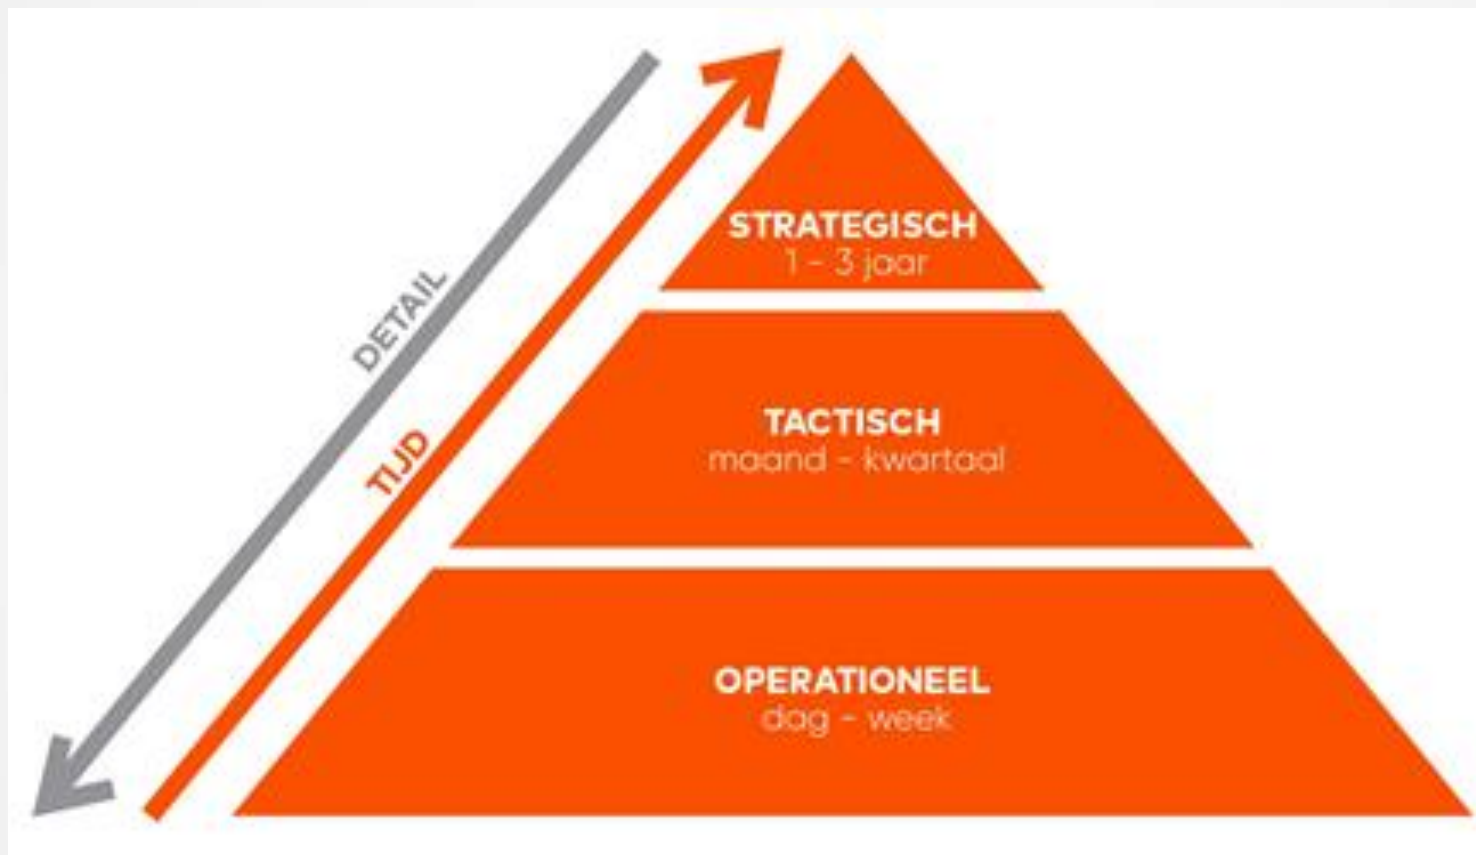 DETAIL
TIJD
STRATEGISCH
1 - 3 jaar
TACTISCH
maand - kwartaal
OPERATIONEEL
dag - week